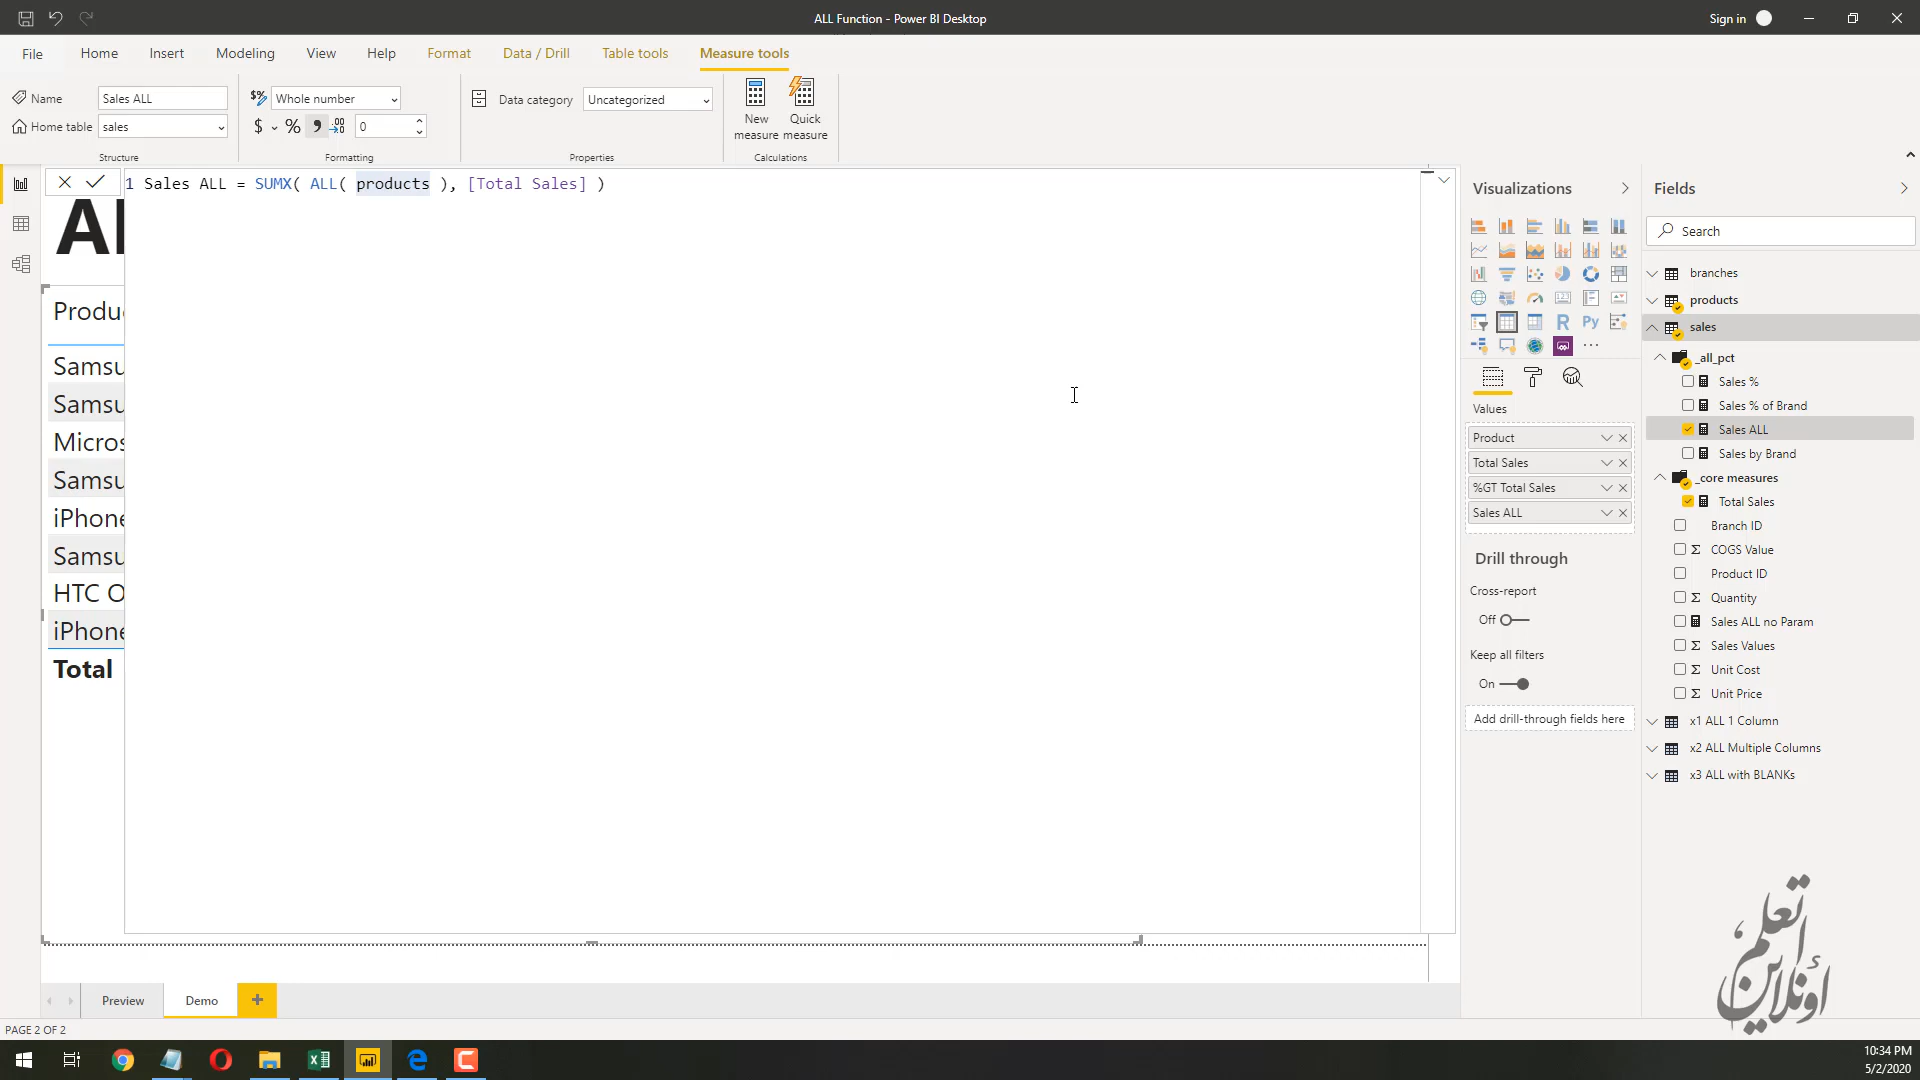 ALL Function - Power BI Desktop
Sign in
File Home Insert Modeling View Help Format Data / Drill Table tools Measure tools
Name Sales ALL
Home table sales
Structure
Whole number
$ % 0
Formatting
Data category Uncategorized
Properties
New measure
Quick measure
Calculations
1 Sales ALL = SUMX( ALL( products ), [Total Sales] )
Al
Produc
Samsu
Samsu
Micros
Samsu
iPhone
Samsu
HTC O
iPhone
Total
Visualizations
R Py
Values
Product
Total Sales
%GT Total Sales
Sales ALL
Drill through
Cross-report
Off
Keep all filters
On
Add drill-through fields here
Fields
Search
branches
products
sales
_all_pct
Sales %
Sales % of Brand
Sales ALL
Sales by Brand
_core measures
Total Sales
Branch ID
COGS Value
Product ID
Quantity
Sales ALL no Param
Sales Values
Unit Cost
Unit Price
x1 ALL 1 Column
x2 ALL Multiple Columns
x3 ALL with BLANKs
اتعلم
أونلاين
Preview Demo +
PAGE 2 OF 2
10:34 PM
5/2/2020